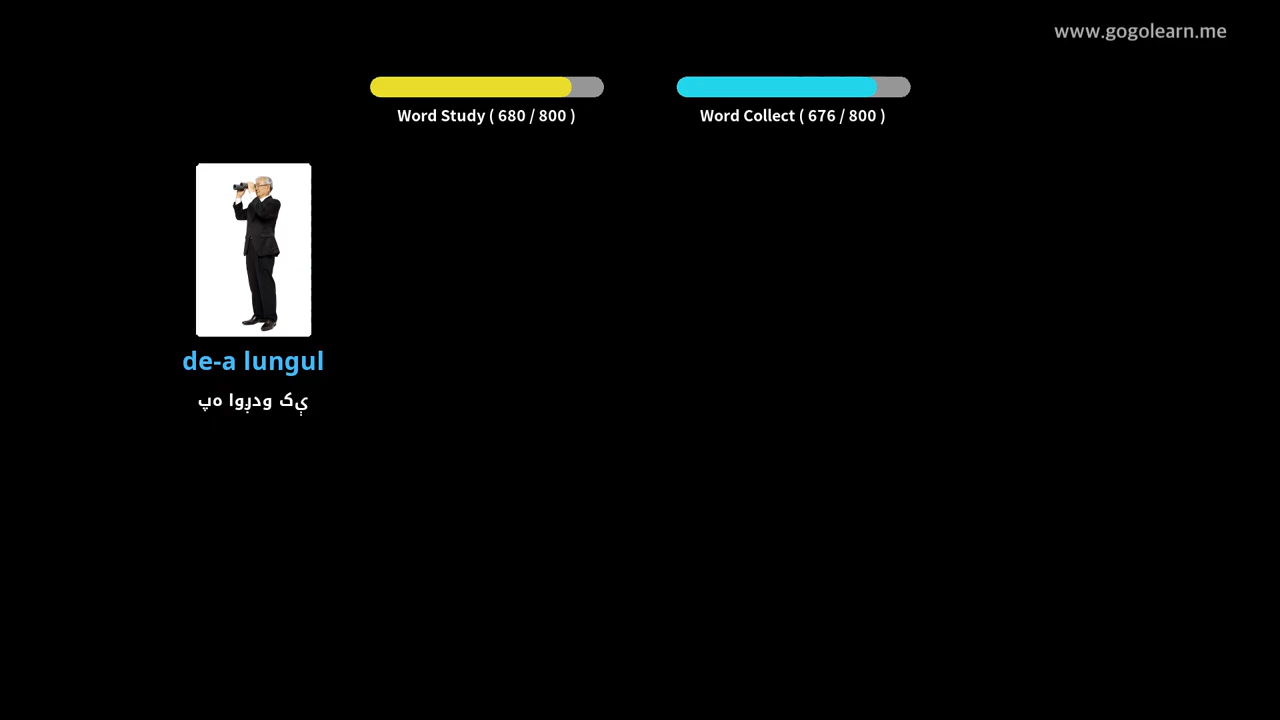 www.gogolearn.me
Word Study ( 680 / 800 )
Word Collect ( 676 / 800 )
de-a lungul
په اوږدو کې